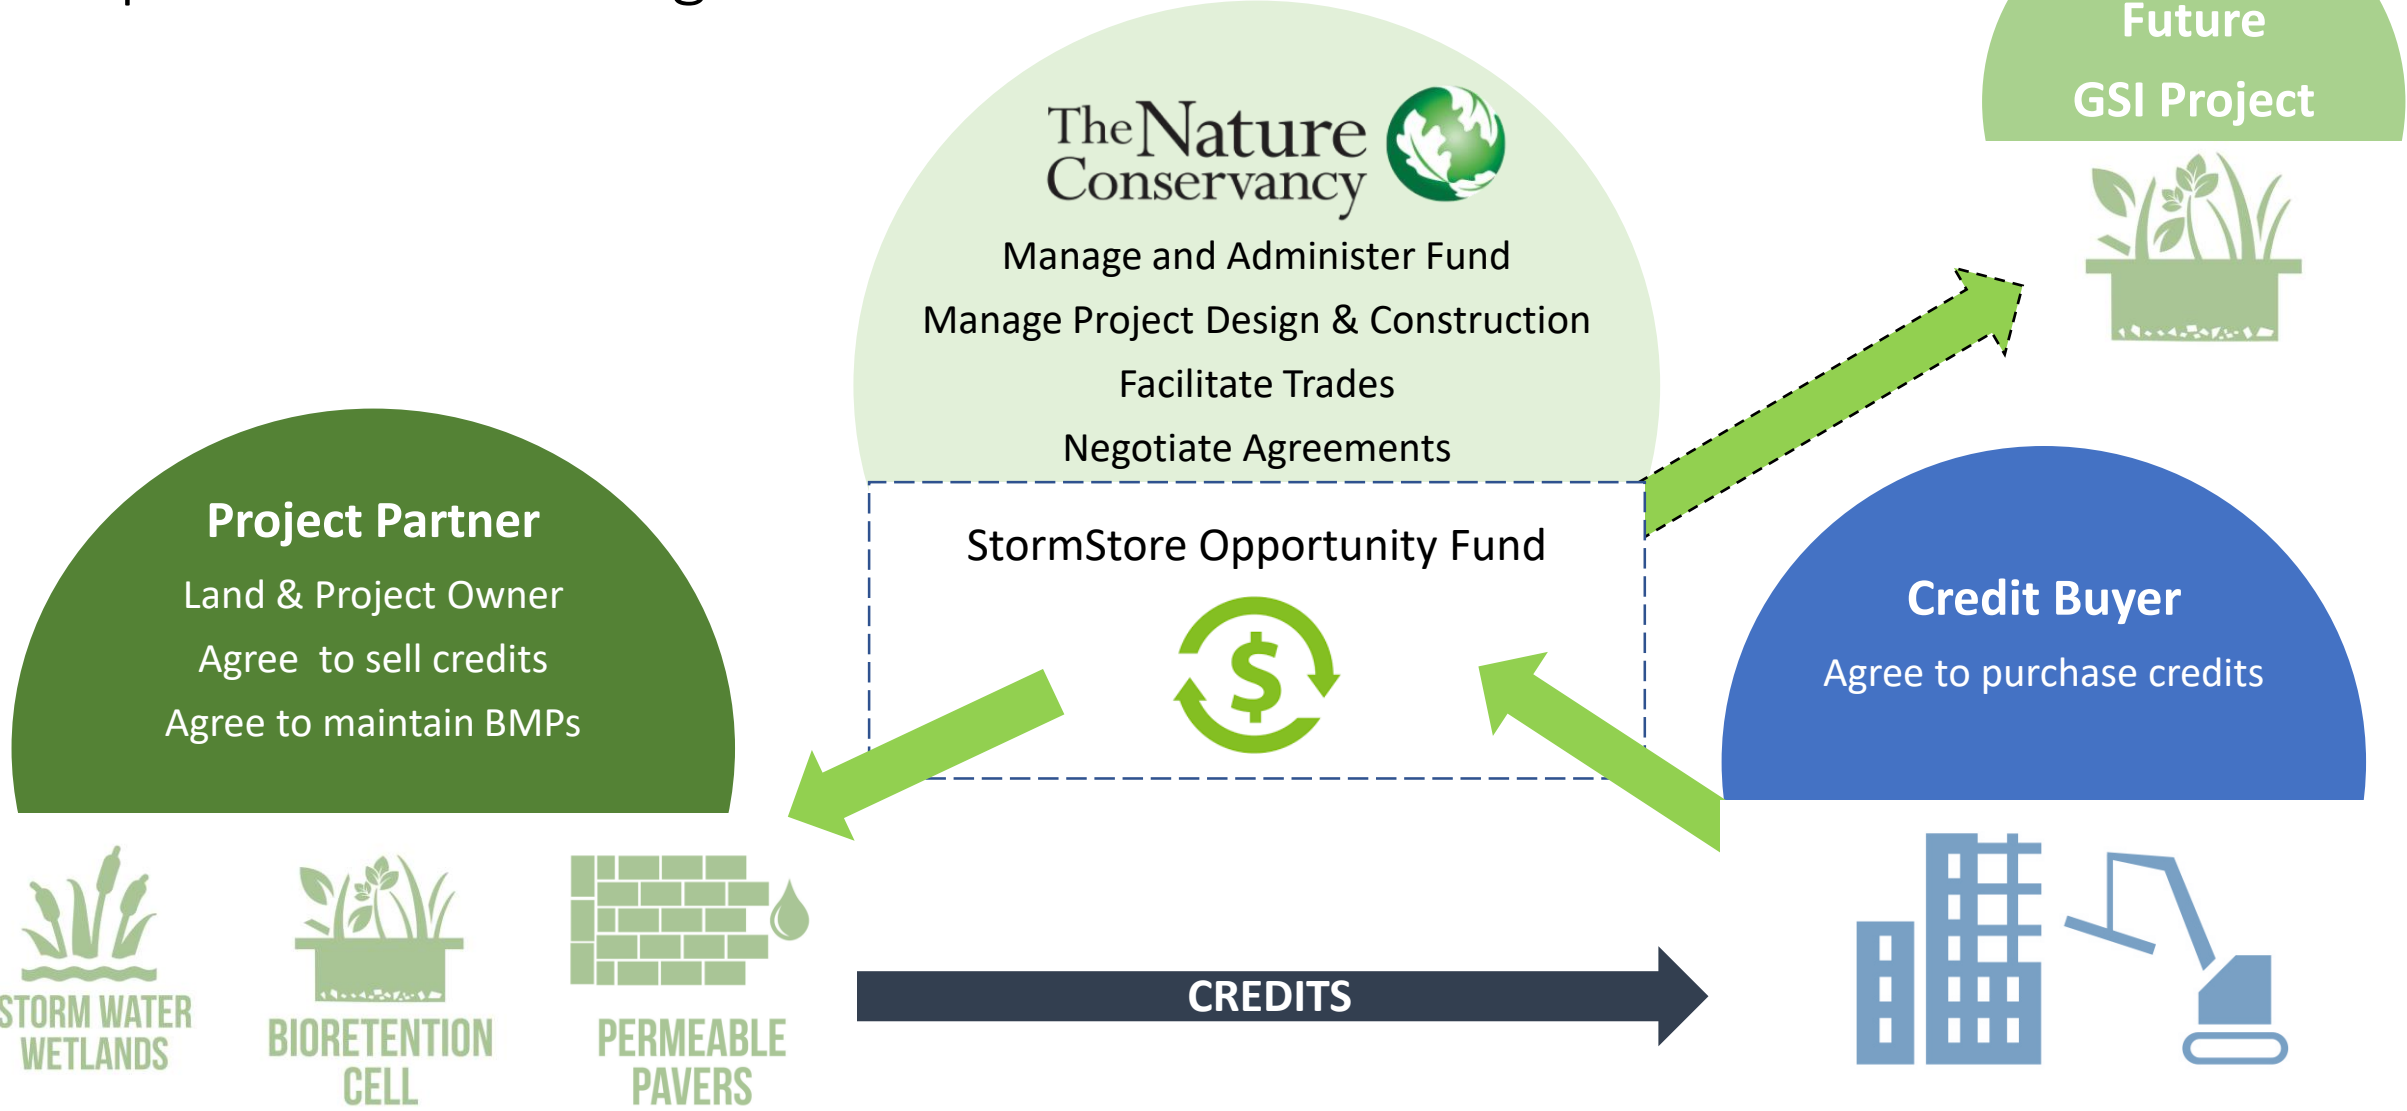 Future
GSI Project
The Nature
Conservancy
Manage and Administer Fund
Manage Project Design & Construction
Facilitate Trades
Negotiate Agreements
StormStore Opportunity Fund
$
Project Partner
Land & Project Owner
Agree  to sell credits
Agree to maintain BMPs
Credit Buyer
Agree to purchase credits
STORM WATER
WETLANDS
BIORETENTION
CELL
PERMEABLE
PAVERS
CREDITS